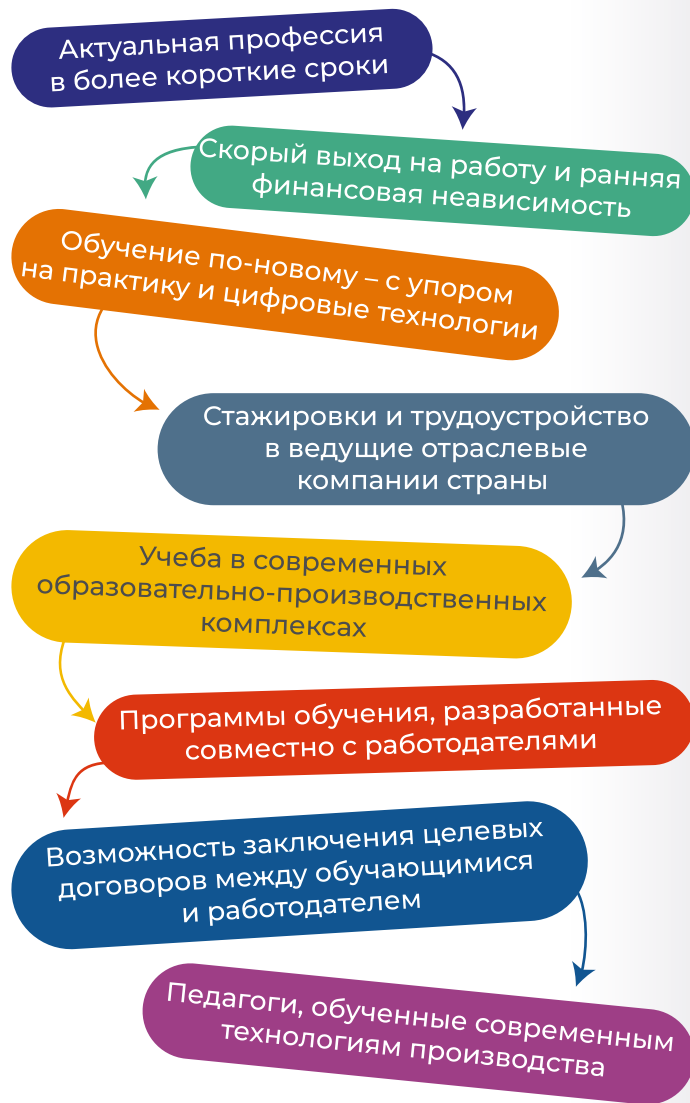 Актуальная профессия
в более короткие сроки
Скорый выход на работу и ранняя
финансовая неависимость
Обучение по-новому – с упором
на практику и цифровые технологии
Стажировки и трудоустройство
в ведущие отраслевые
компании страны
Учеба в современных
образовательно-производственных
комплексах
Программы обучения, разработанные
совместно с работодателями
Возможность заключения целевых
договоров между обучающимися
и работодателем
Педагоги, обученные современным
технологиям производства